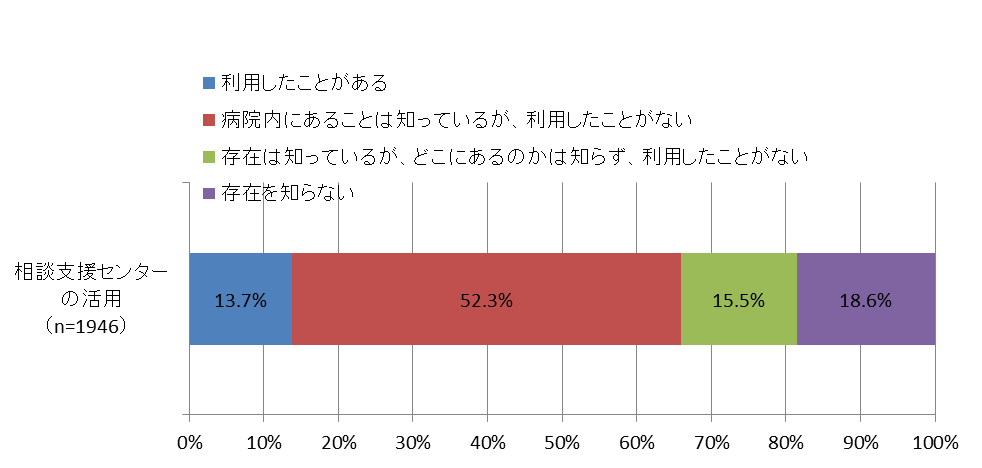 利用したことがある
病院内にあることは知っているが、利用したことがない
存在は知っているが、どこにあるのかは知らず、利用したことがない
存在を知らない
相談支援センター
の活用
（n=1946）
13.7% 52.3% 15.5% 18.6%
0% 10% 20% 30% 40% 50% 60% 70% 80% 90% 100%